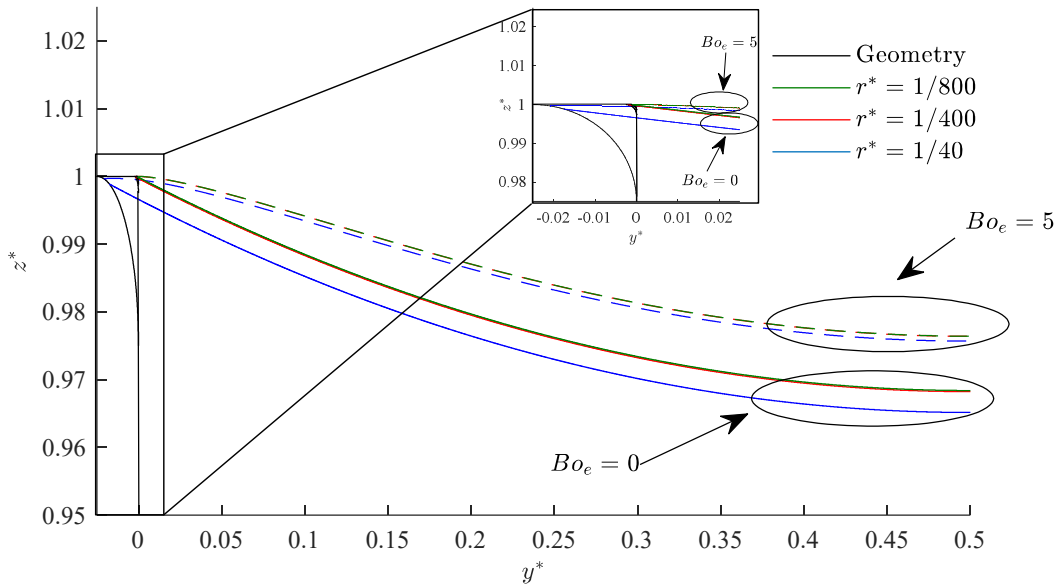 1.02
1.01
1
0.99
0.98
0.97
0.96
0.95
z*
0
0.05
0.1
0.15
0.2
0.25
0.3
0.35
0.4
0.45
0.5
y*
1.02
1.01
1
0.99
0.98
z*
-0.02
-0.01
0
0.01
0.02
y*
Bo_e = 5
Bo_e = 0
Geometry
r* = 1/800
r* = 1/400
r* = 1/40
Bo_e = 5
Bo_e = 0